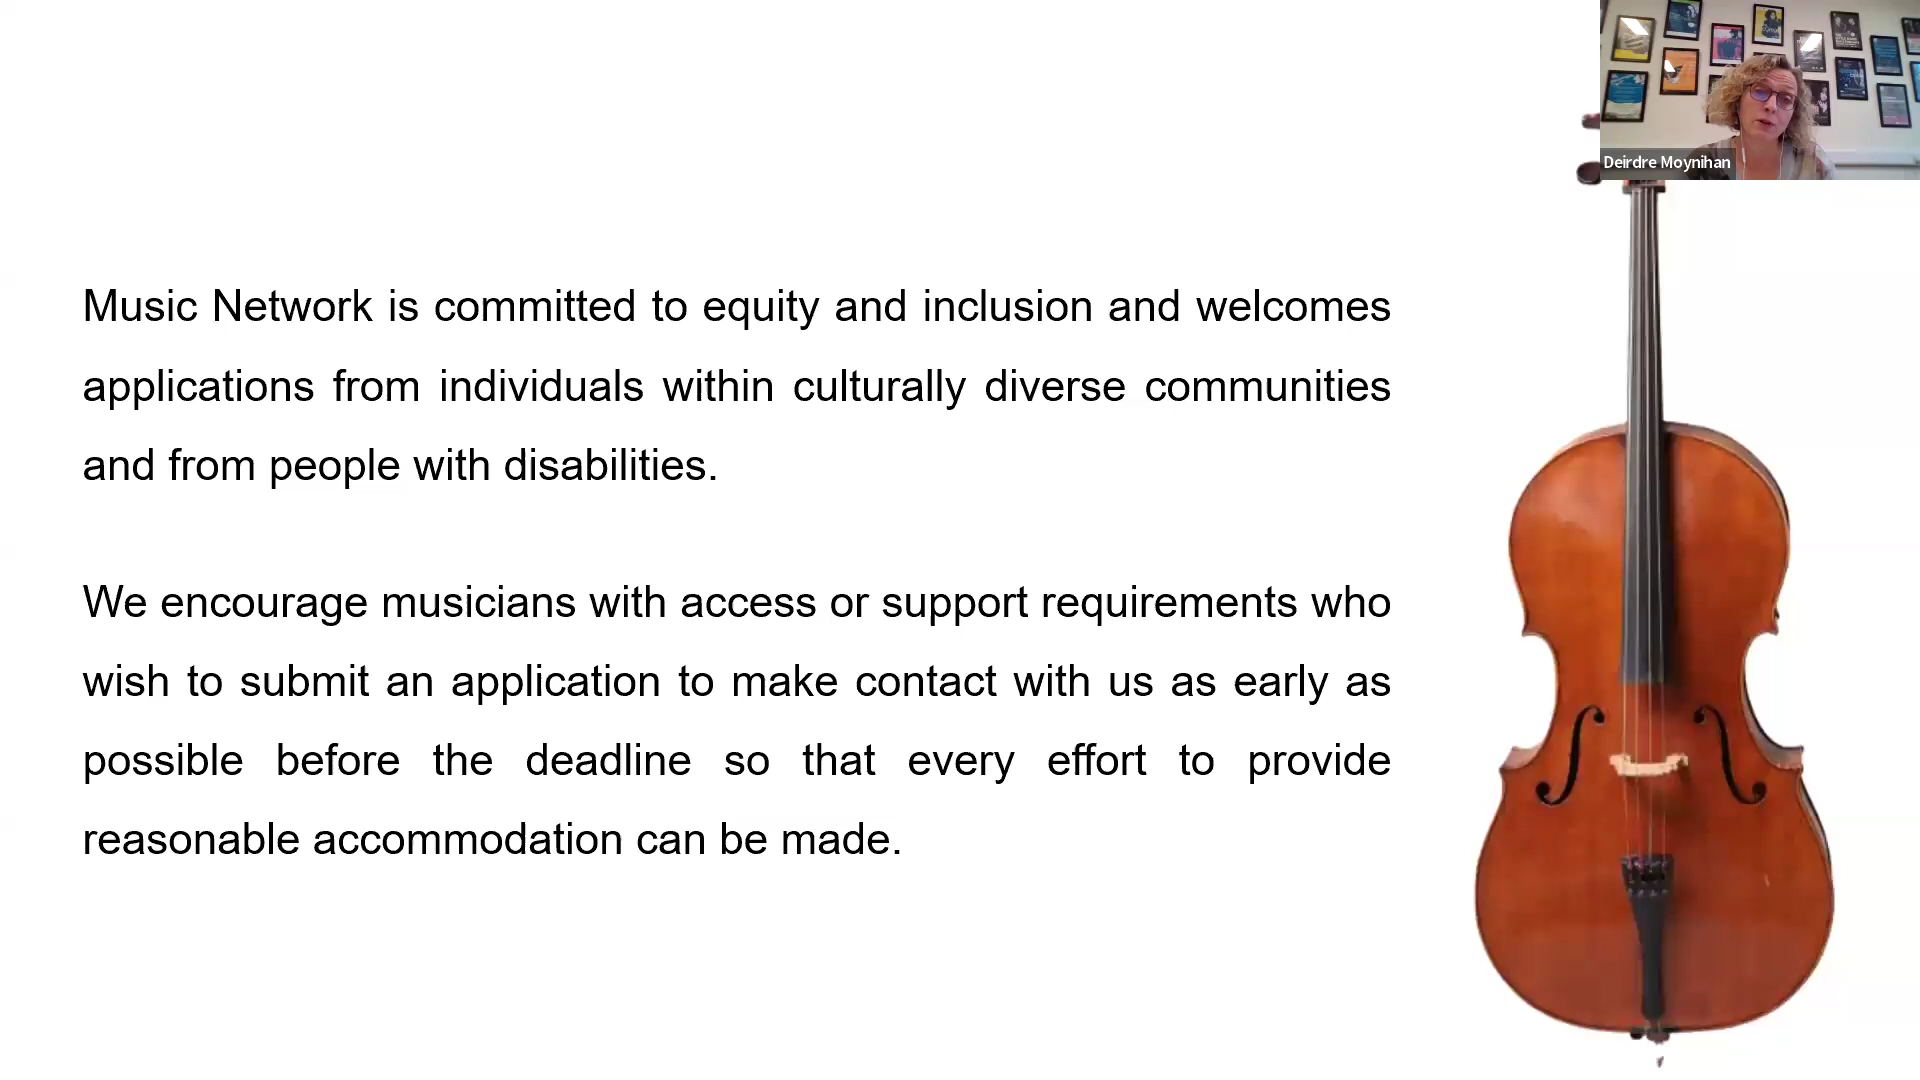 Deirdre Moynihan
Music Network is committed to equity and inclusion and welcomes
applications from individuals within culturally diverse communities
and from people with disabilities.
We encourage musicians with access or support requirements who
wish to submit an application to make contact with us as early as
possible before the deadline so that every effort to provide
reasonable accommodation can be made.